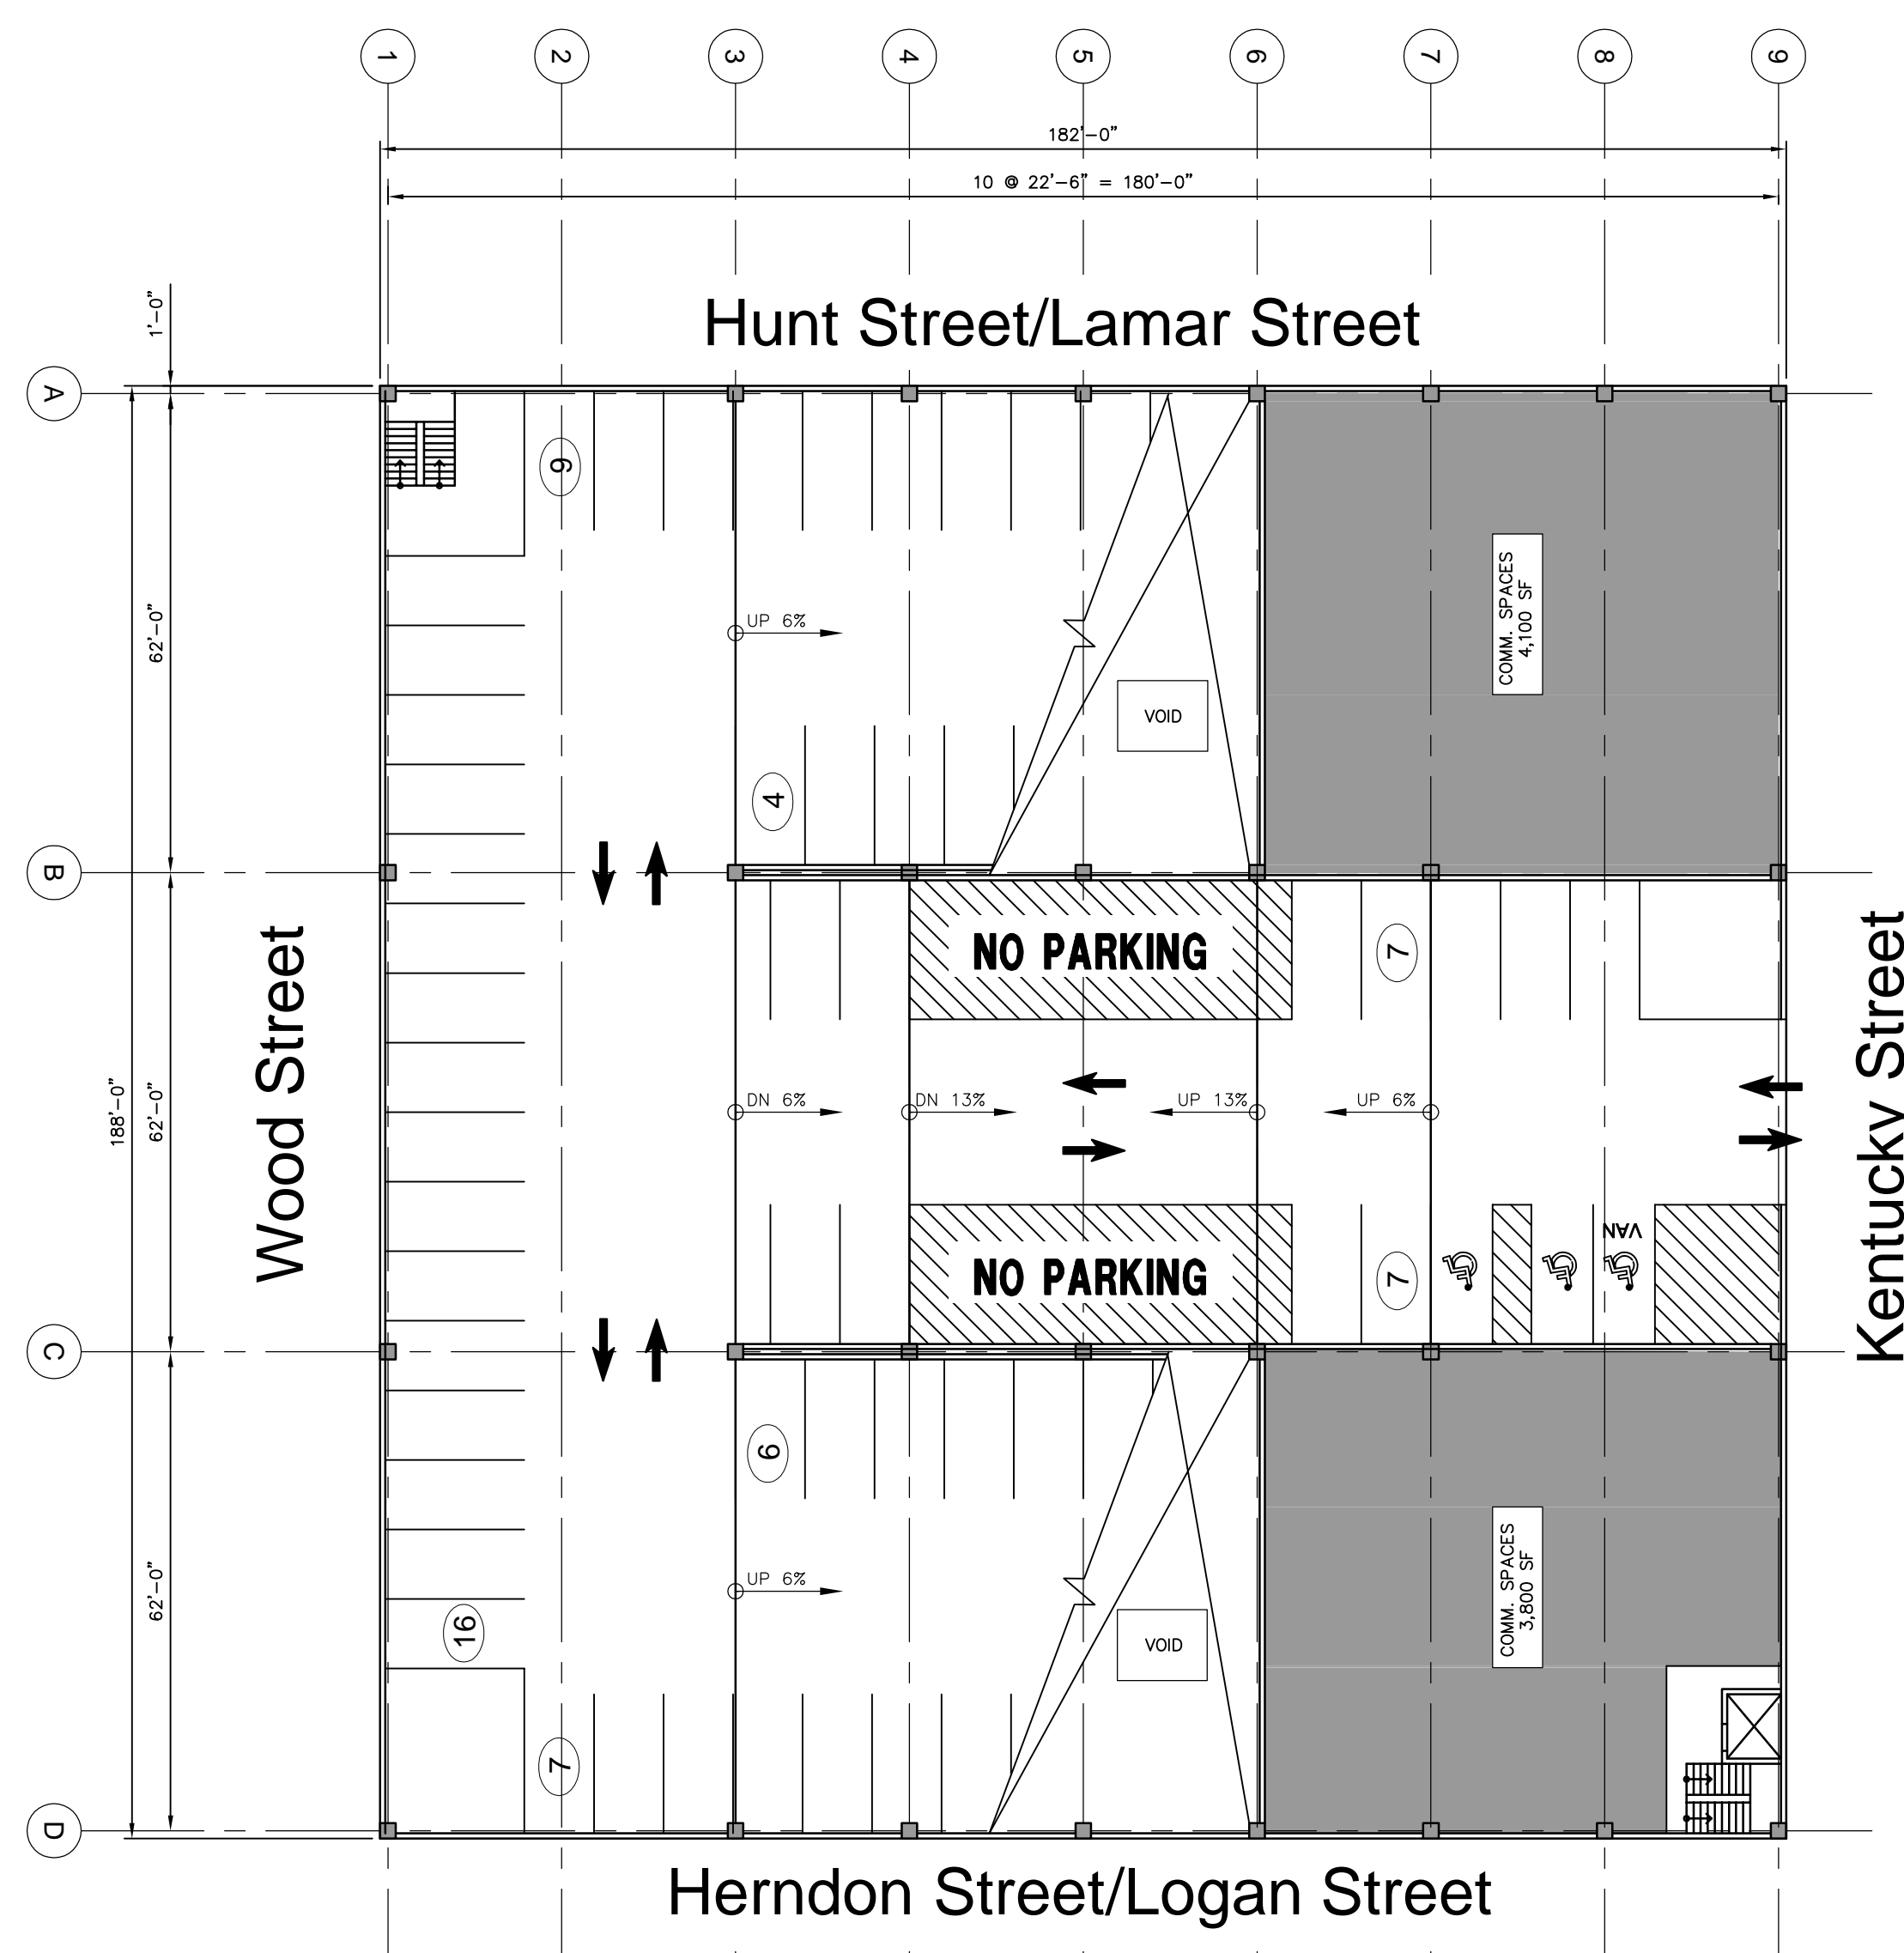 1
2
3
4
5
6
7
8
9
182'-0"
10 @ 22'-6" = 180'-0"
Hunt Street/Lamar Street
1'-0"
A
B
C
D
62'-0"
62'-0"
62'-0"
188'-0"
Wood Street
9
UP 6%
4
VOID
COMM. SPACES
4,100 SF
NO PARKING
7
DN 6%
DN 13%
UP 13%
UP 6%
NO PARKING
7
VAN
Kentucky Street
6
UP 6%
VOID
COMM. SPACES
3,800 SF
16
7
Herndon Street/Logan Street